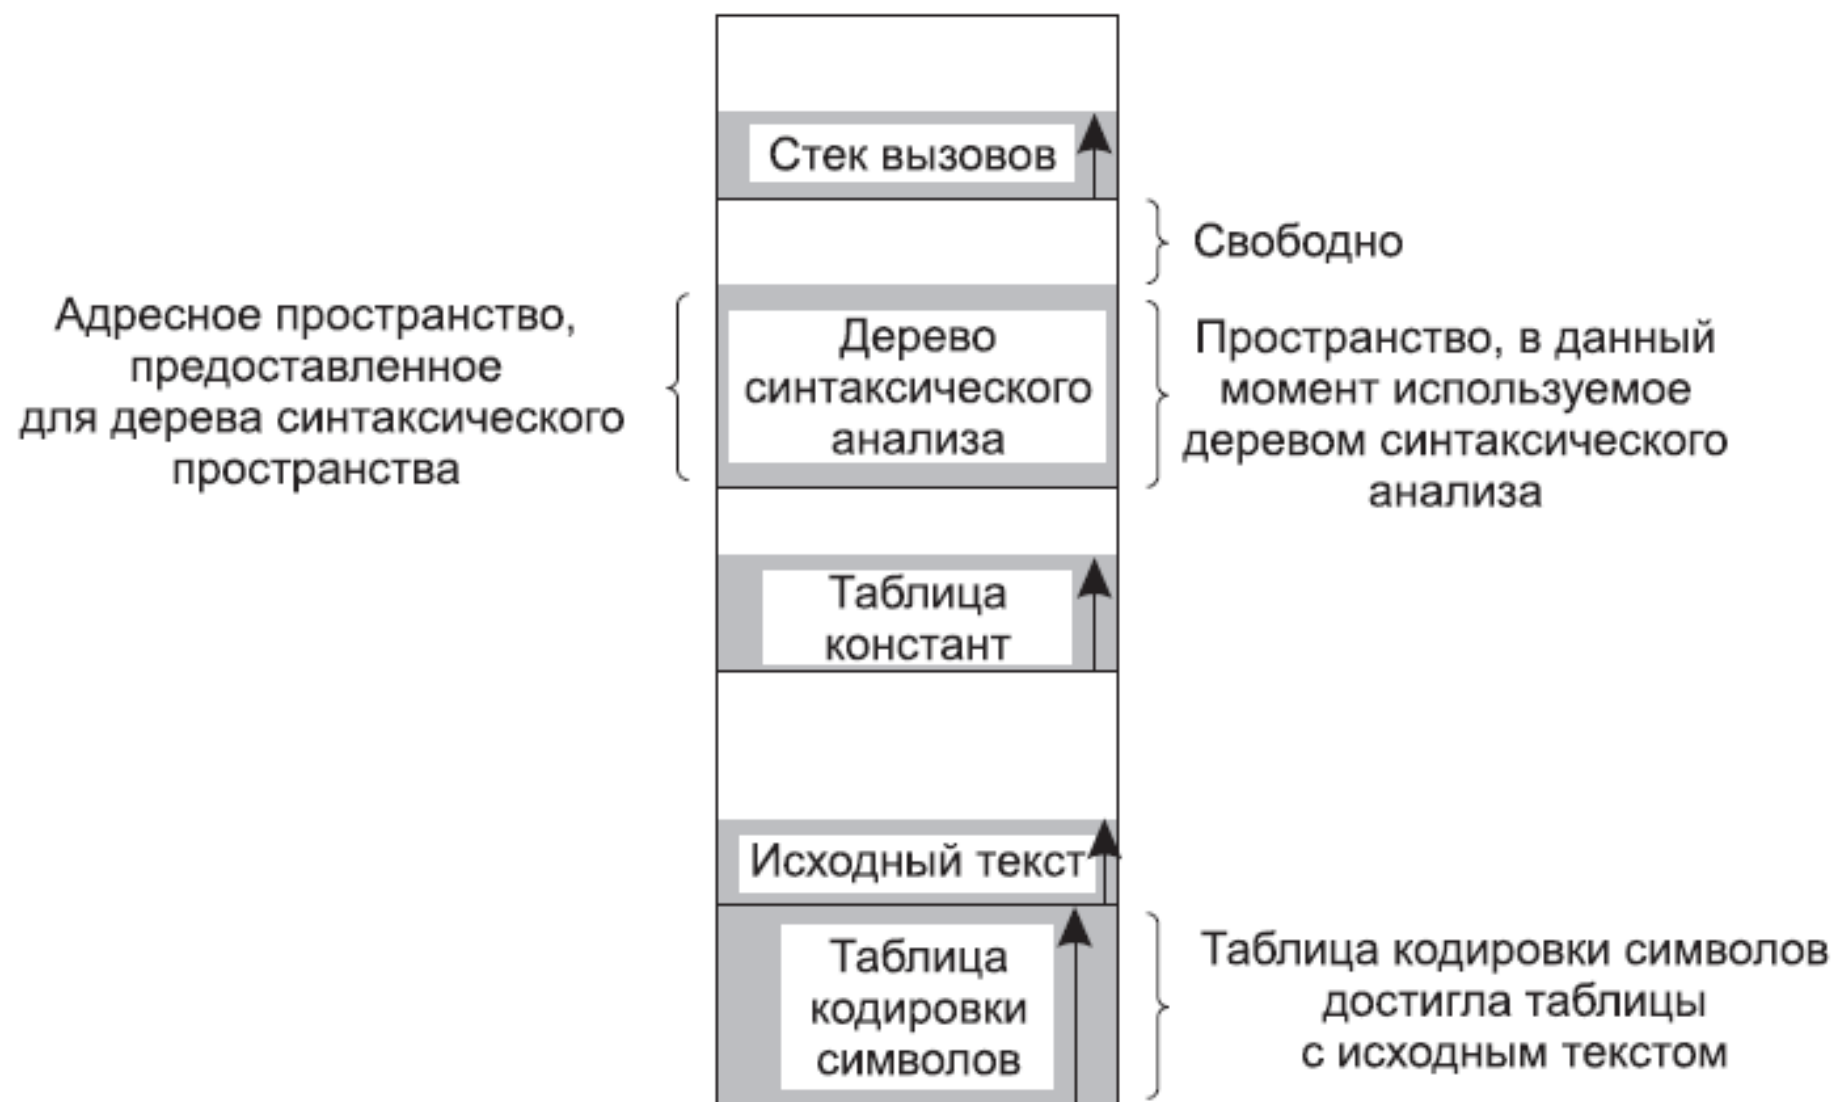 Стек вызовов
Свободно
Адресное пространство,
предоставленное
для дерева синтаксического
пространства
Дерево
синтаксического
анализа
Пространство, в данный
момент используемое
деревом синтаксического
анализа
Таблица
констант
Исходный текст
Таблица
кодировки
символов
Таблица кодировки символов
достигла таблицы
с исходным текстом